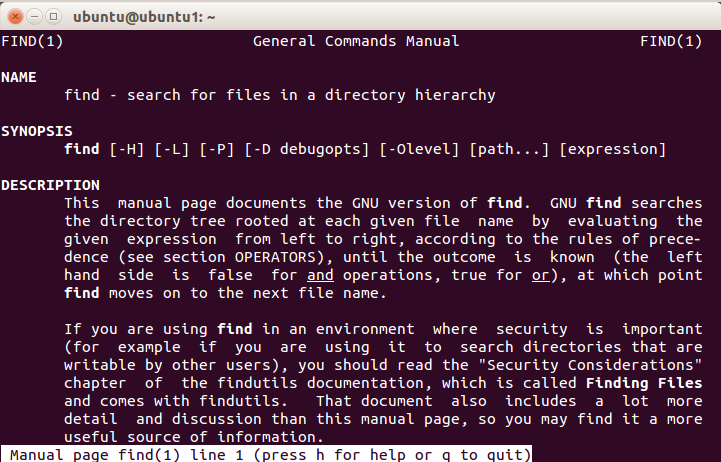 ubuntu@ubuntu1: ~
FIND(1) General Commands Manual FIND(1)
NAME
find - search for files in a directory hierarchy
SYNOPSIS
find [-H] [-L] [-P] [-D debugopts] [-Olevel] [path...] [expression]
DESCRIPTION
This manual page documents the GNU version of find. GNU find searches
the directory tree rooted at each given file name by evaluating the
given expression from left to right, according to the rules of prece-
dence (see section OPERATORS), until the outcome is known (the left
hand side is false for and operations, true for or), at which point
find moves on to the next file name.
If you are using find in an environment where security is important
(for example if you are using it to search directories that are
writable by other users), you should read the "Security Considerations"
chapter of the findutils documentation, which is called Finding Files
and comes with findutils. That document also includes a lot more
detail and discussion than this manual page, so you may find it a more
useful source of information.
Manual page find(1) line 1 (press h for help or q to quit)